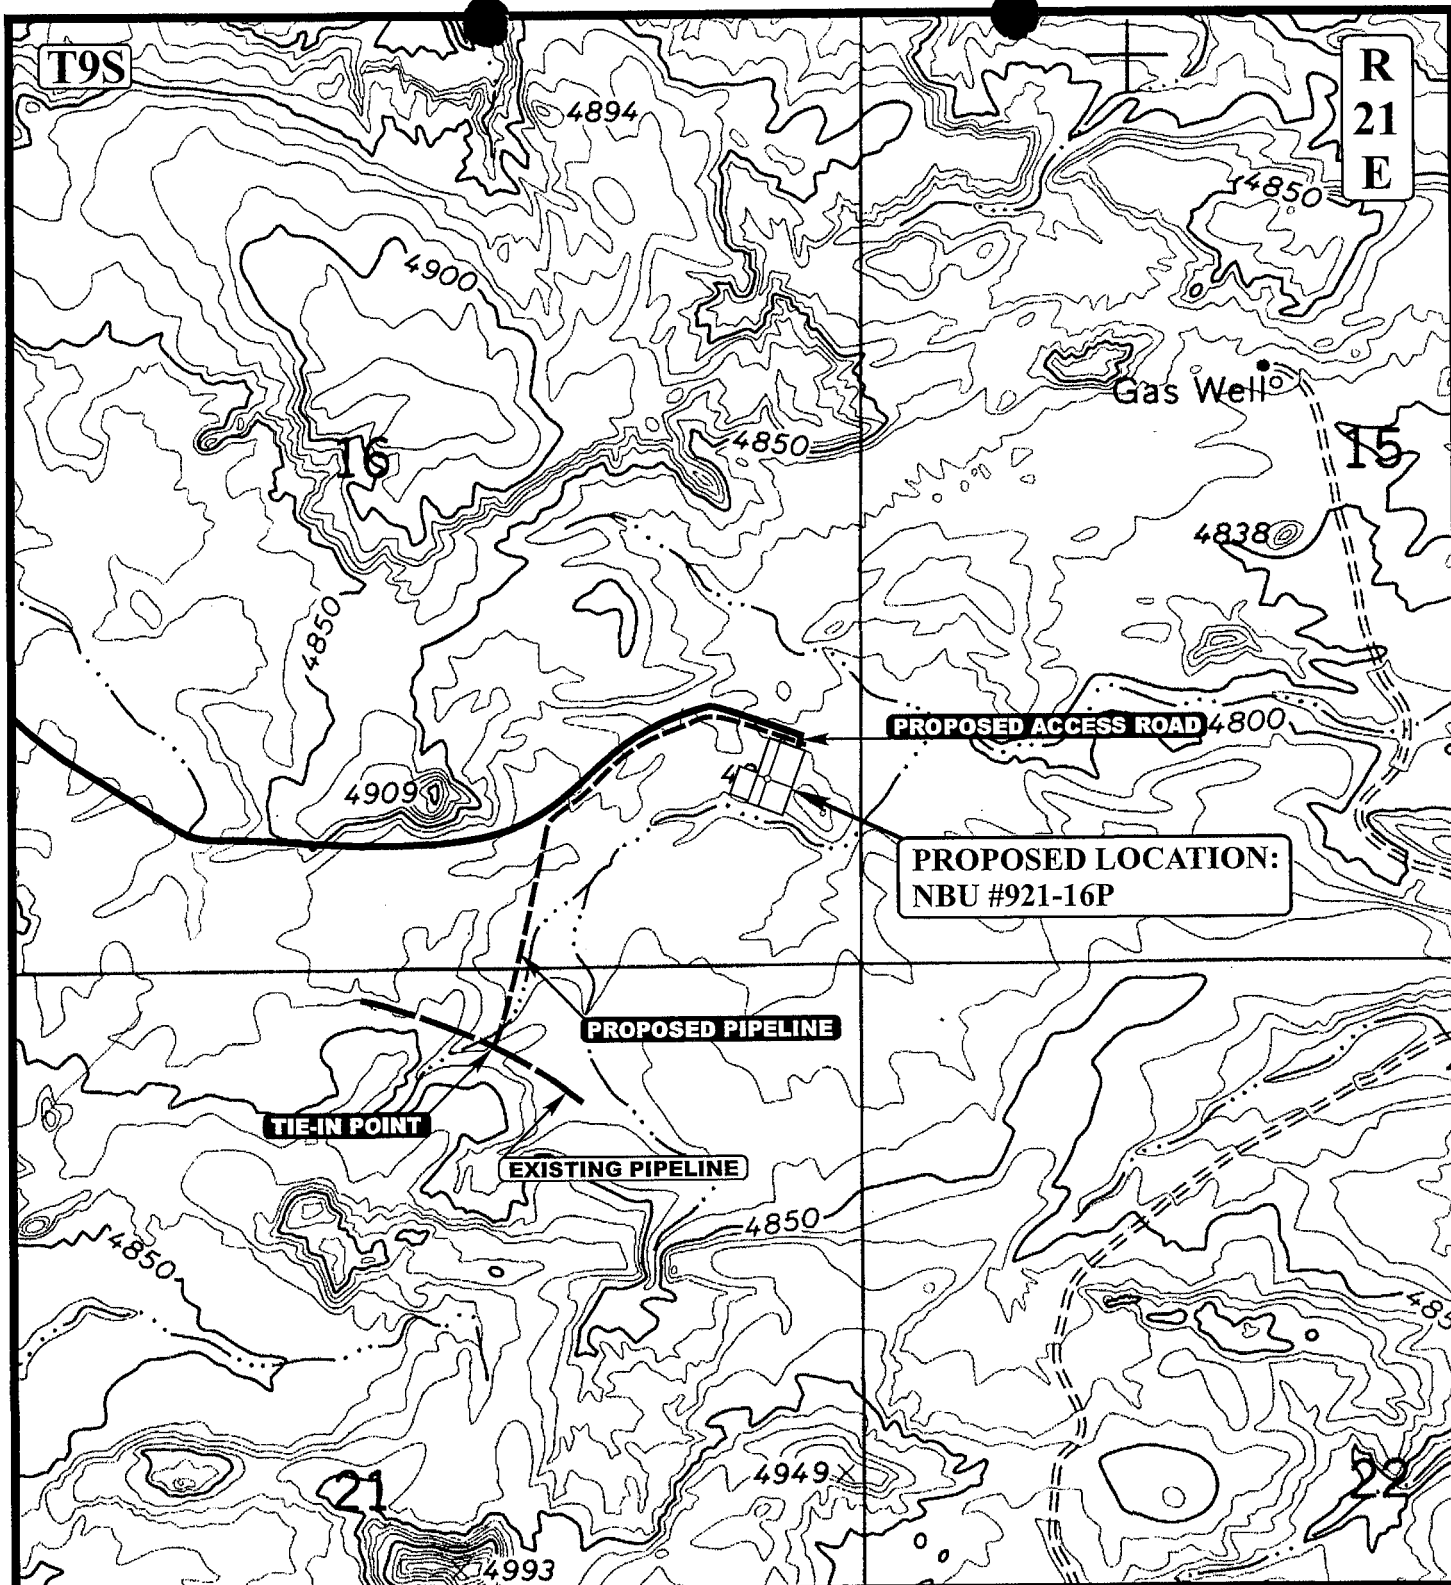 T9S
R
21
E
4894
4850
4900
Gas Well
16
4850
15
4838
4850
PROPOSED ACCESS ROAD
4800
4909
PROPOSED LOCATION:
NBU #921-16P
PROPOSED PIPELINE
TIE-IN POINT
EXISTING PIPELINE
4850
4850
21
4949
22
4993